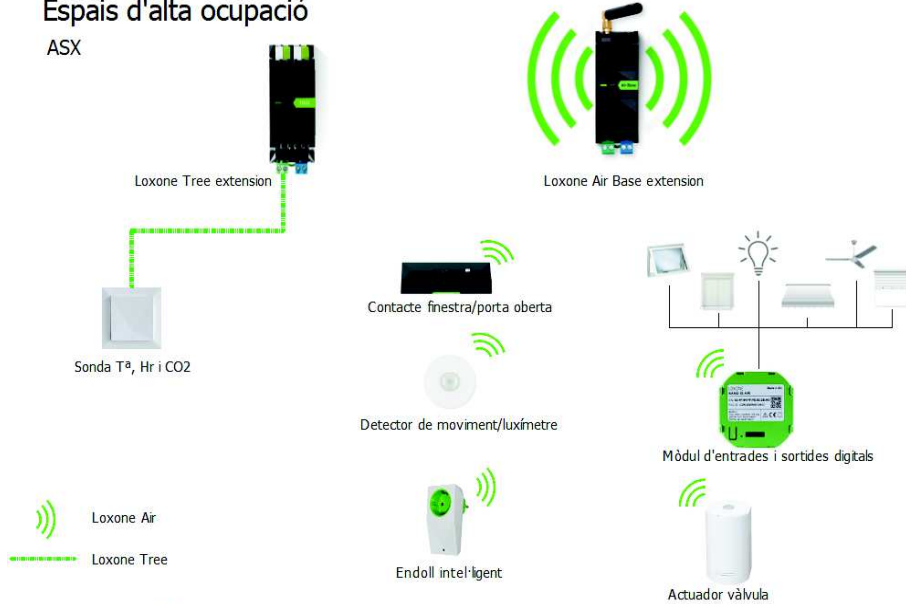 Espais d'alta ocupació
ASX
Loxone Tree extension
Loxone Air Base extension
Contacte finestra/porta oberta
Sonda Tª, Hr i CO2
Detector de moviment/luxímetre
Mòdul d'entrades i sortides digitals
Loxone Air
Loxone Tree
Endoll intel·ligent
Actuador vàlvula